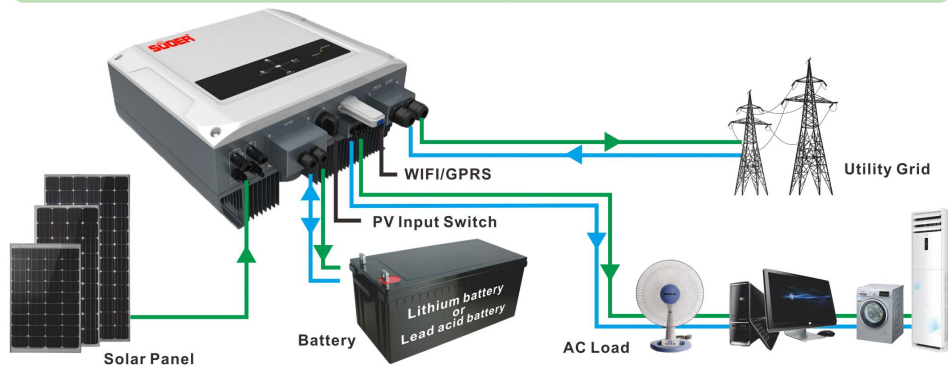 SUOER
WIFI/GPRS
Utility Grid
PV Input Switch
Lithium battery
or
Lead acid battery
Battery
AC Load
Solar Panel